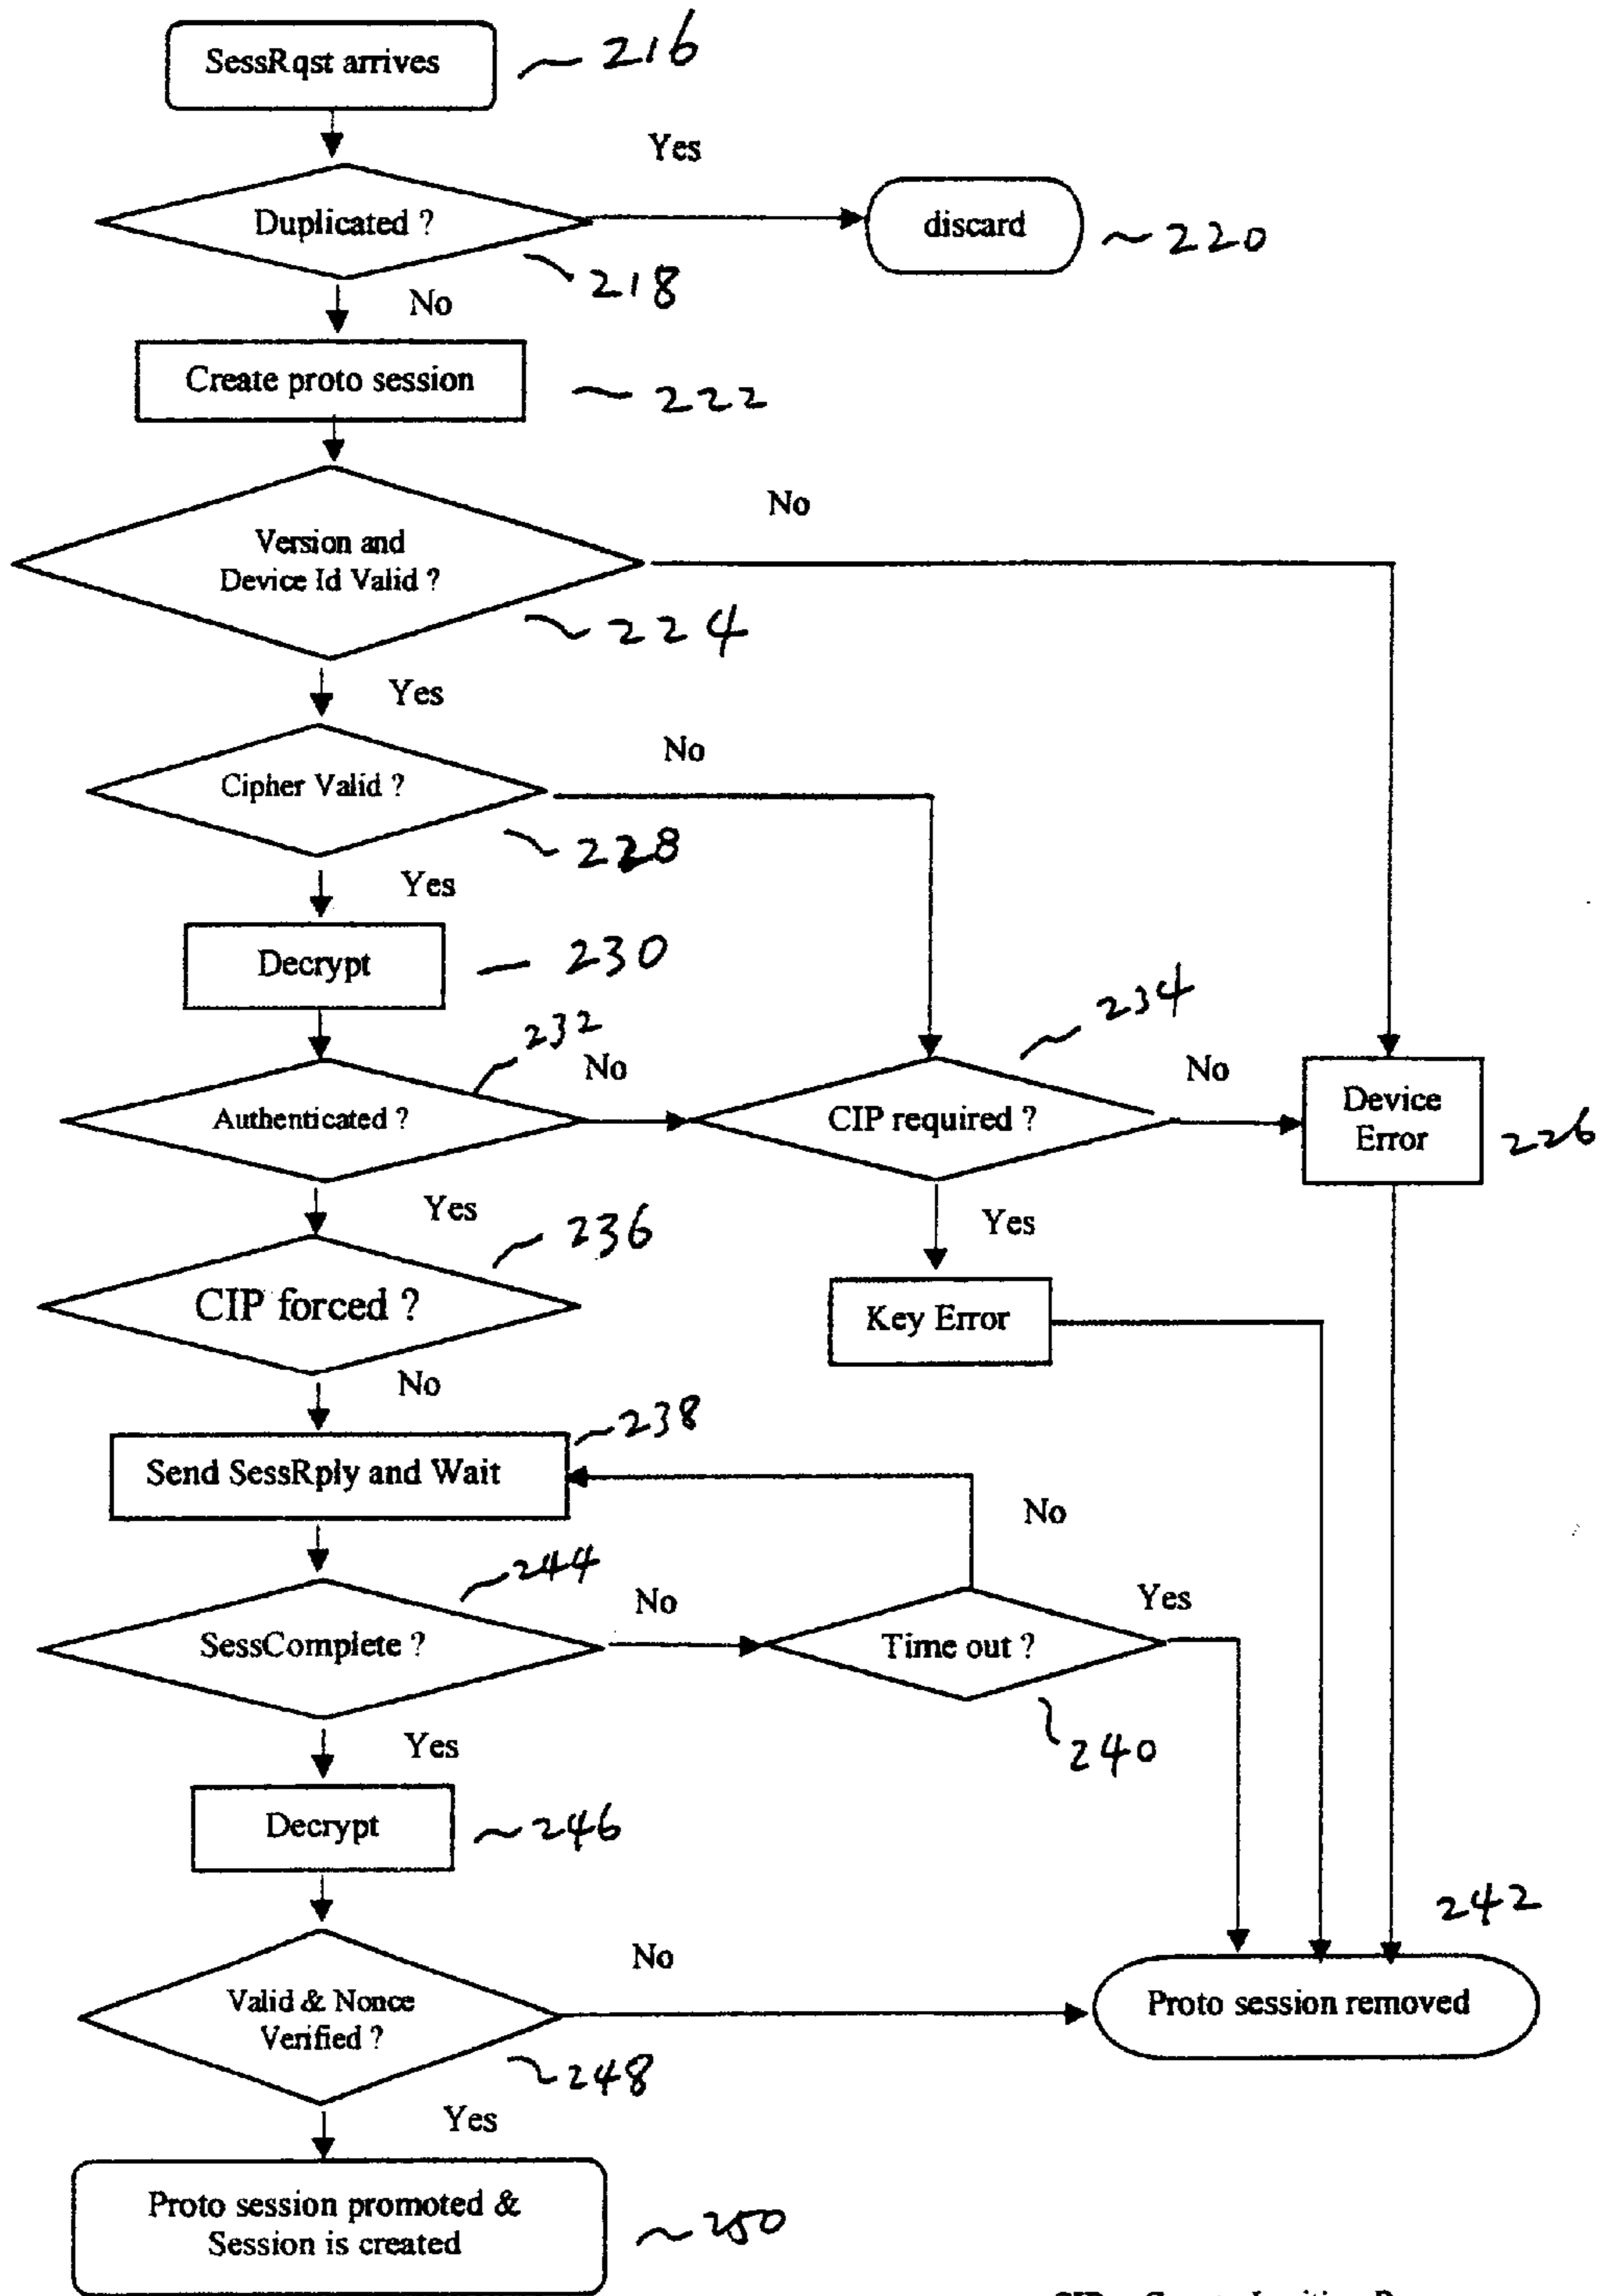 SessRqst arrives
216
Yes
Duplicated ?
discard
220
218
No
Create proto session
222
No
Version and
Device Id Valid ?
224
Yes
No
Cipher Valid ?
228
Yes
Decrypt
230
234
232
No
No
Authenticated ?
CIP required ?
Device
Error
226
Yes
Yes
236
CIP forced ?
Key Error
No
238
Send SessRply and Wait
No
244
No
Yes
SessComplete ?
Time out ?
Yes
240
Decrypt
246
242
No
Valid & Nonce
Verified ?
Proto session removed
248
Yes
Proto session promoted &
Session is created
250